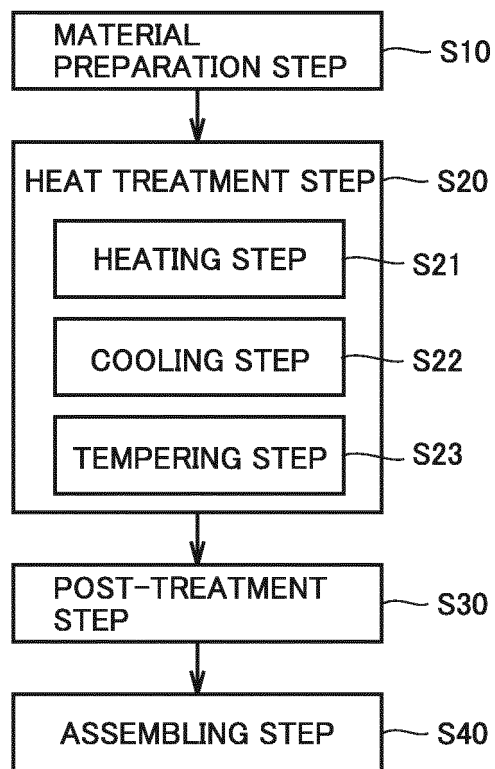 MATERIAL
PREPARATION STEP
S10
HEAT TREATMENT STEP
S20
HEATING STEP
S21
COOLING STEP
S22
TEMPERING STEP
S23
POST-TREATMENT
STEP
S30
ASSEMBLING STEP
S40